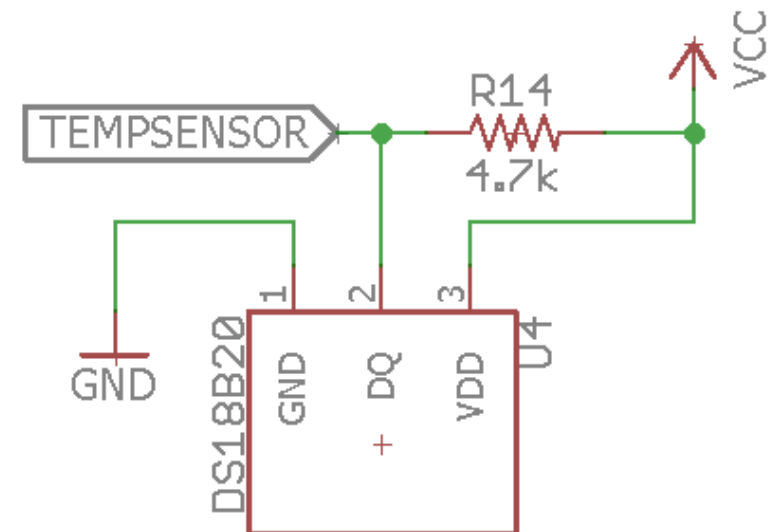 VCC
R14
TEMPSENSOR
4.7k
1
2
3
GND
DS18B20
GND
DQ
VDD
U4